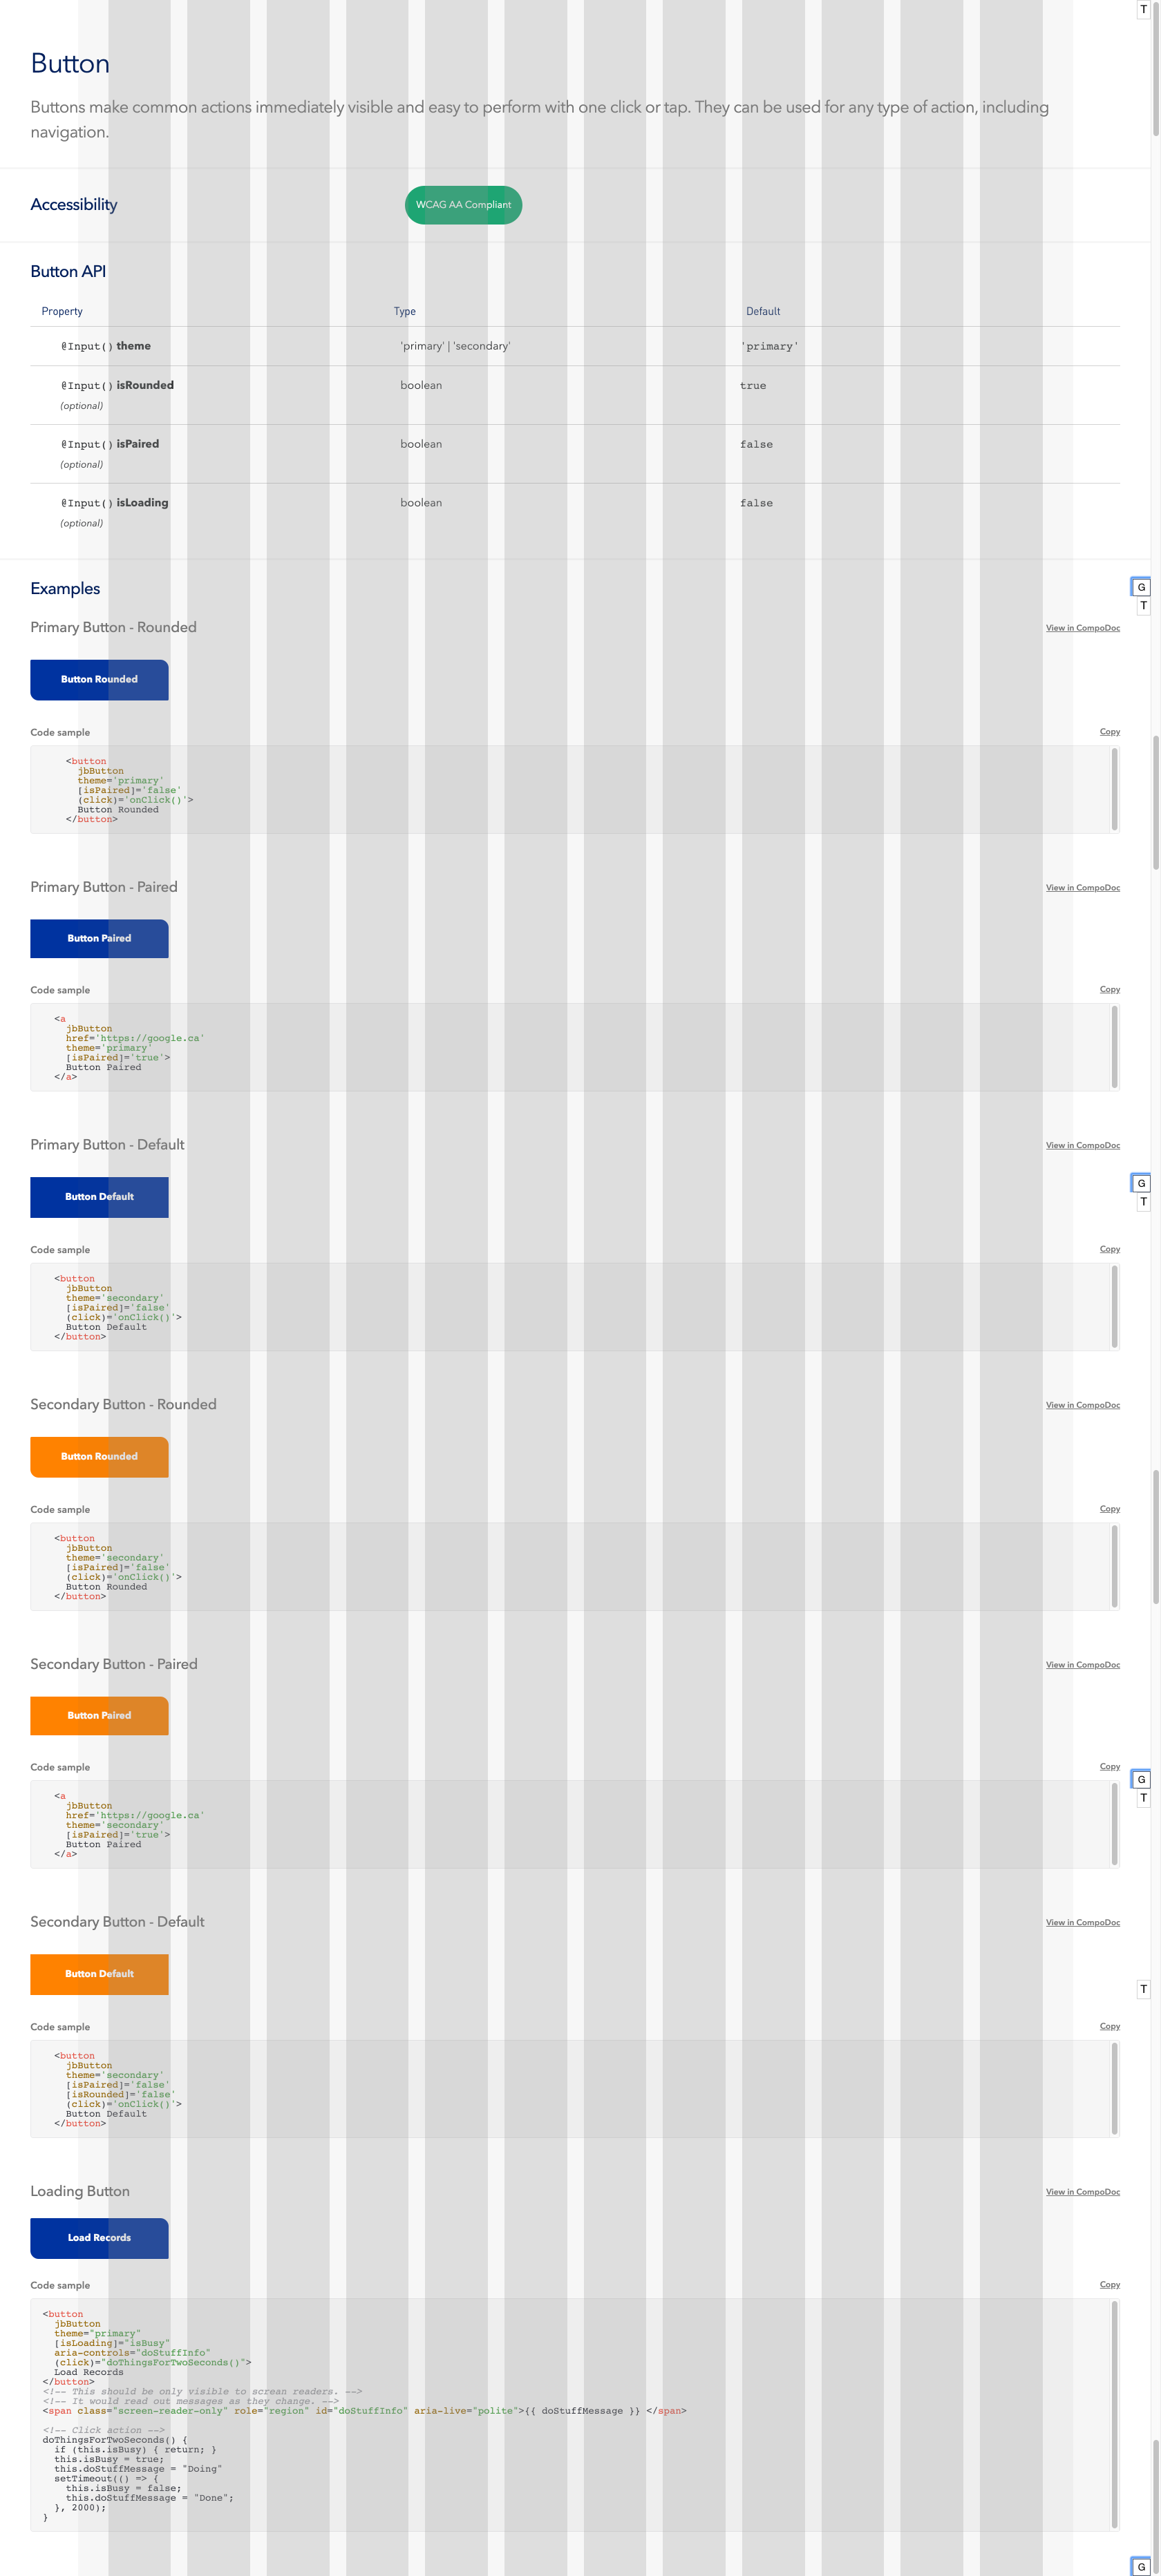 T
Button
Buttons make common actions immediately visible and easy to perform with one click or tap. They can be used for any type of action, including
navigation.
Accessibility
WCAG AA Compliant
Button API
Property Type Default
@Input() theme 'primary' | 'secondary' 'primary'
@Input() isRounded boolean true
(optional)
@Input() isPaired boolean false
(optional)
@Input() isLoading boolean false
(optional)
Examples
G
T
Primary Button - Rounded View in CompoDoc
Button Rounded
Code sample Copy
<button
jbButton
theme='primary'
[isPaired]='false'
(click)='onClick()'>
Button Rounded
</button>
Primary Button - Paired View in CompoDoc
Button Paired
Code sample Copy
<a
jbButton
href='https://google.ca'
theme='primary'
[isPaired]='true'>
Button Paired
</a>
Primary Button - Default View in CompoDoc
G
Button Default
T
Code sample Copy
<button
jbButton
theme='secondary'
[isPaired]='false'
(click)='onClick()'>
Button Default
</button>
Secondary Button - Rounded View in CompoDoc
Button Rounded
Code sample Copy
<button
jbButton
theme='secondary'
[isPaired]='false'
(click)='onClick()'>
Button Rounded
</button>
Secondary Button - Paired View in CompoDoc
Button Paired
Code sample Copy
G
T
<a
jbButton
href='https://google.ca'
theme='secondary'
[isPaired]='true'>
Button Paired
</a>
Secondary Button - Default View in CompoDoc
Button Default
T
Code sample Copy
<button
jbButton
theme='secondary'
[isPaired]='false'
[isRounded]='false'
(click)='onClick()'>
Button Default
</button>
Loading Button View in CompoDoc
Load Records
Code sample Copy
<button
jbButton
theme="primary"
[isLoading]="isBusy"
aria-controls="doStuffInfo"
(click)="doThingsForTwoSeconds()">
Load Records
</button>
<!-- This should be only visible to screan readers. -->
<!-- It would read out messages as they change. -->
<span class="screen-reader-only" role="region" id="doStuffInfo" aria-live="polite">{{ doStuffMessage }} </span>
<!-- Click action -->
doThingsForTwoSeconds() {
if (this.isBusy) { return; }
this.isBusy = true;
this.doStuffMessage = "Doing"
setTimeout(() => {
this.isBusy = false;
this.doStuffMessage = "Done";
}, 2000);
}
G